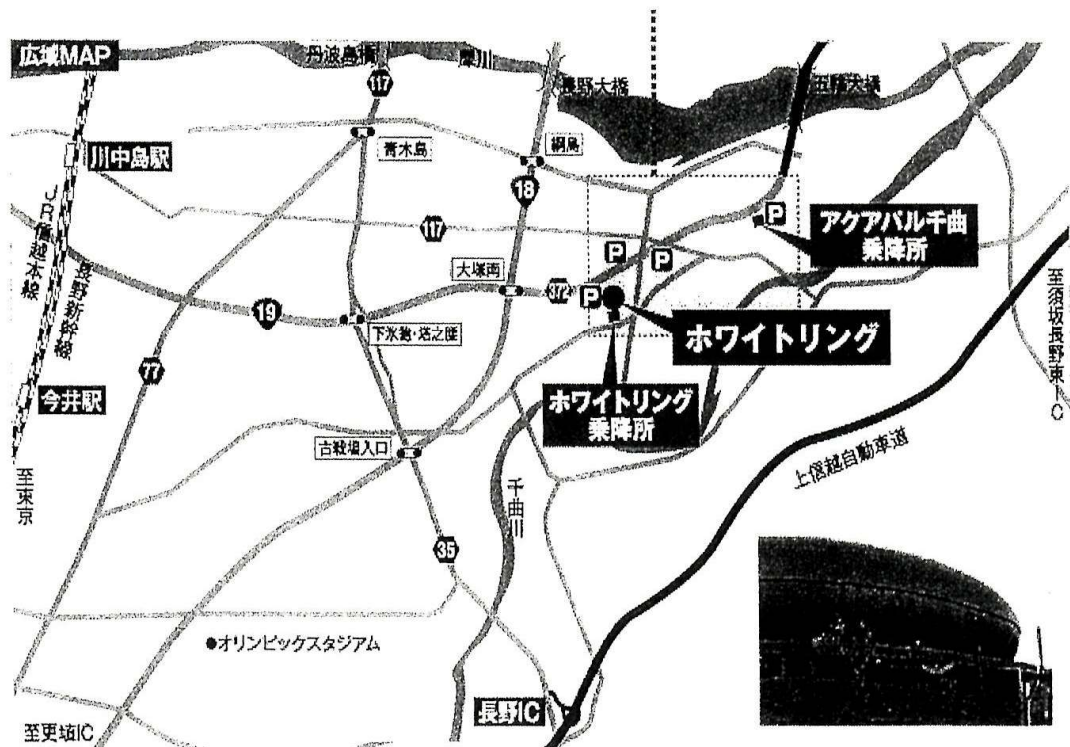 広域MAP
丹波島橋
犀川
長野大橋
五輪大橋
117
川中島駅
青木島
綱島
18
JR信越本線
長野新幹線
117
P
アクアパル千曲
乗降所
P
P
大塚南
372
P
19
下氷鉋・塔之腰
ホワイトリング
至須坂長野東IC
77
今井駅
ホワイトリング
乗降所
古戦場入口
上信越自動車道
至東京
千曲川
35
オリンピックスタジアム
長野IC
至更埴IC